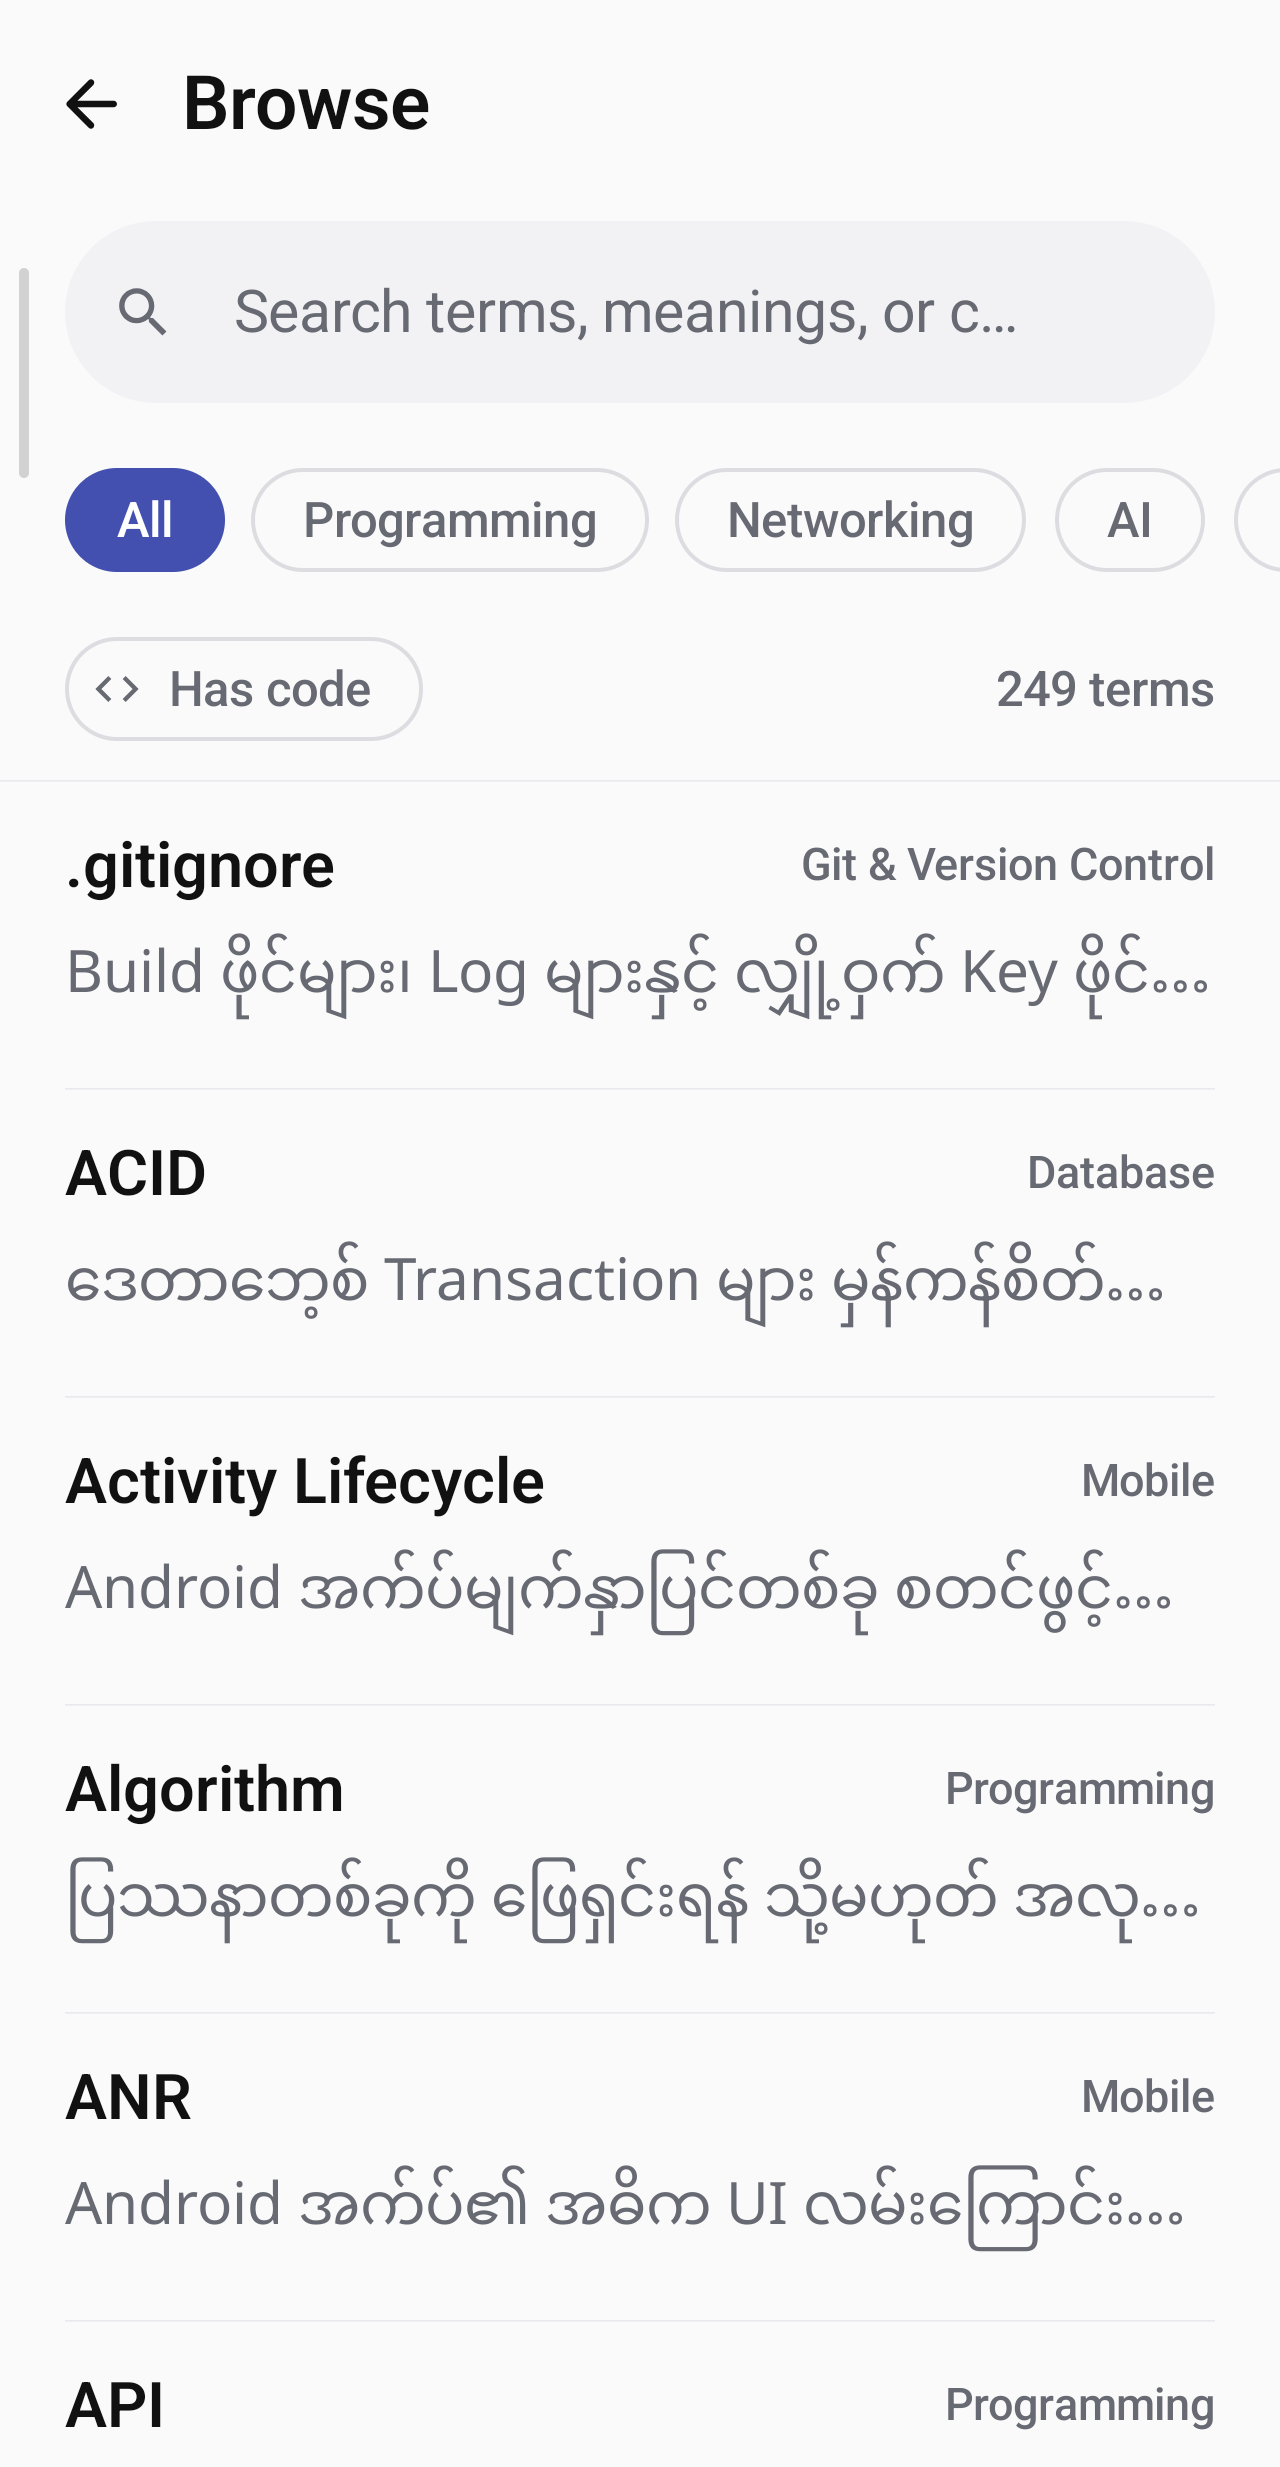 Browse
Search terms, meanings, or c…
All Programming Networking AI
Has code 249 terms
.gitignore Git & Version Control
Build ဖိုင်များ၊ Log များနှင့် လျှို့ဝှက် Key ဖိုင်…
ACID Database
ဒေတာဘေ့စ် Transaction များ မှန်ကန်စိတ်…
Activity Lifecycle Mobile
Android အက်ပ်မျက်နှာပြင်တစ်ခု စတင်ဖွင့်…
Algorithm Programming
ပြဿနာတစ်ခုကို ဖြေရှင်းရန် သို့မဟုတ် အလု…
ANR Mobile
Android အက်ပ်၏ အဓိက UI လမ်းကြောင်း…
API Programming